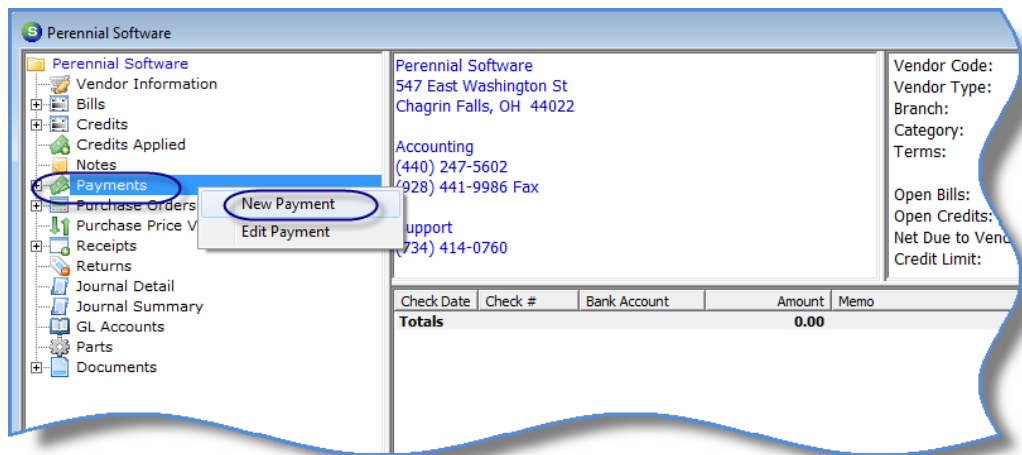 Perennial Software
Perennial Software
Vendor Information
Bills
Credits
Credits Applied
Notes
Payments
Purchase Orders
Purchase Price V
Receipts
Returns
Journal Detail
Journal Summary
GL Accounts
Parts
Documents
New Payment
Edit Payment
Perennial Software
547 East Washington St
Chagrin Falls, OH 44022
Accounting
(440) 247-5602
(928) 441-9986 Fax
upport
(734) 414-0760
Vendor Code:
Vendor Type:
Branch:
Category:
Terms:
Open Bills:
Open Credits:
Net Due to Vend
Credit Limit:
Check Date Check # Bank Account Amount Memo
Totals 0.00